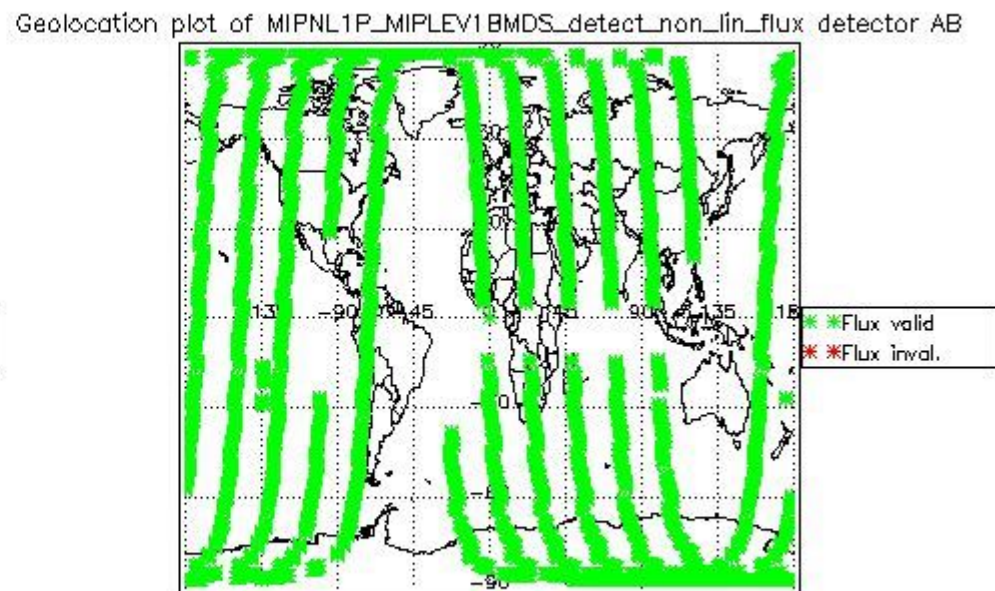 Geolocation plot of MIPNL1P_MIPLEV1BMDS_detect_non_lin_flux detector AB
-90
-45
45
90
135
-90
Flux valid
Flux inval.